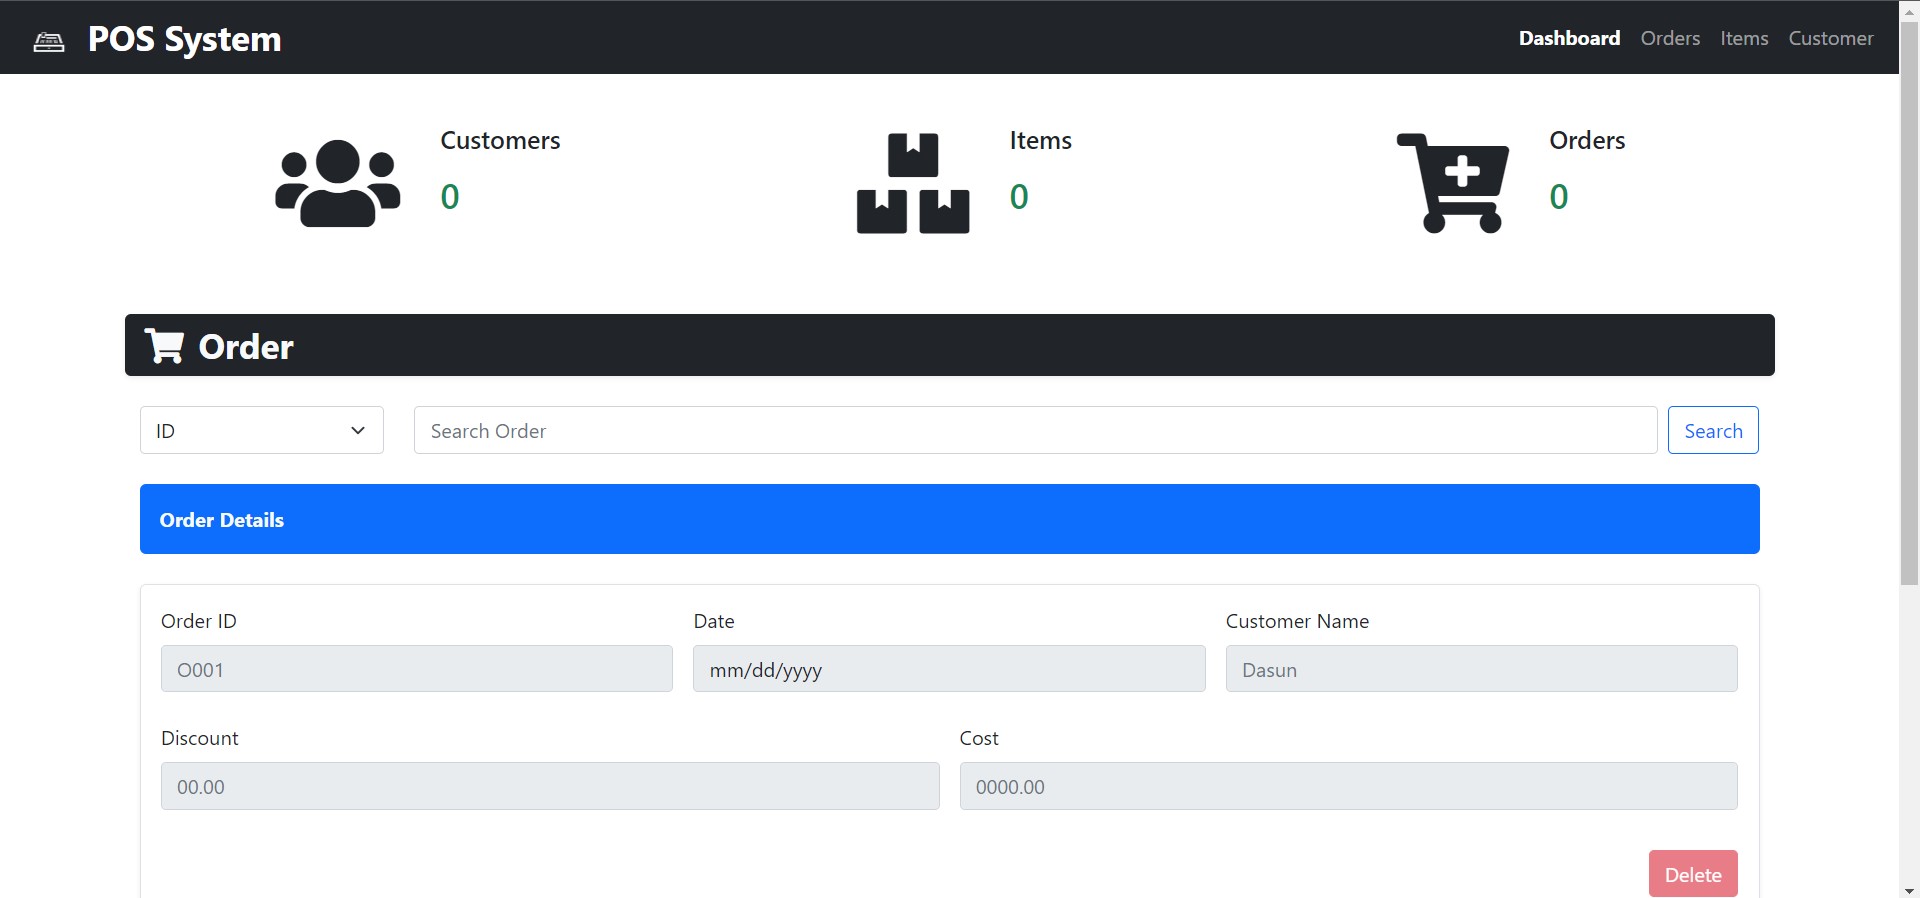 POS System
Dashboard Orders Items Customer
Customers
0
Items
0
Orders
0
Order
ID
Search Order
Search
Order Details
Order ID
Date
Customer Name
O001
mm/dd/yyyy
Dasun
Discount
Cost
00.00
0000.00
Delete